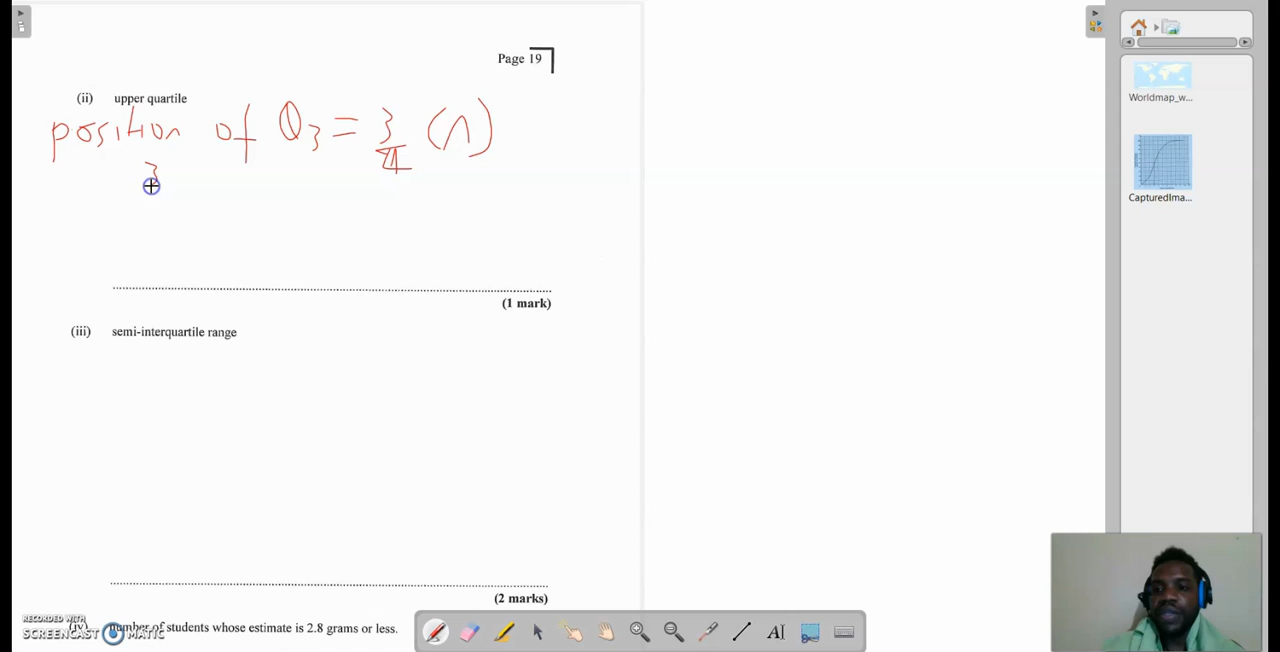 Page 19
(ii) upper quartile
position of Q3 = 3/4 (n)
3
(1 mark)
(iii) semi-interquartile range
(2 marks)
(iv) number of students whose estimate is 2.8 grams or less.
RECORDED WITH
SCREENCAST MATIC
Worldmap_w...
CapturedIma...
A